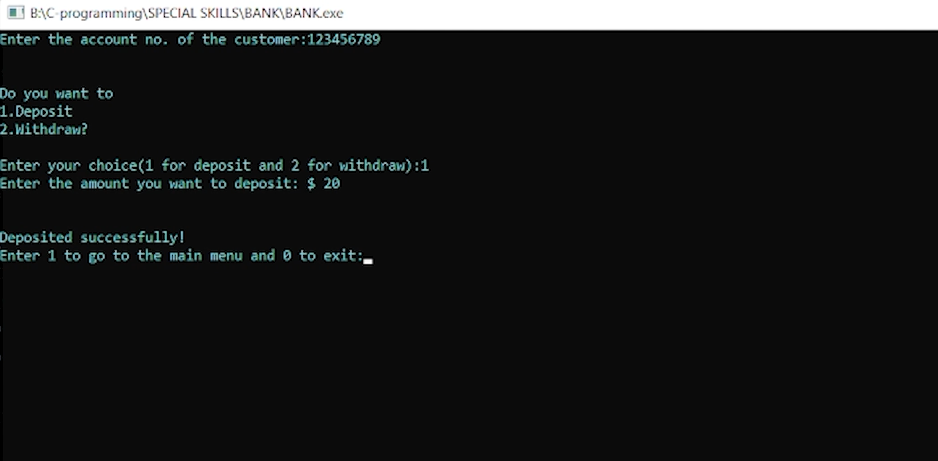 B:\C-programming\SPECIAL SKILLS\BANK\BANK.exe
Enter the account no. of the customer:123456789
Do you want to
1.Deposit
2.Withdraw?
Enter your choice(1 for deposit and 2 for withdraw):1
Enter the amount you want to deposit: $ 20
Deposited successfully!
Enter 1 to go to the main menu and 0 to exit: